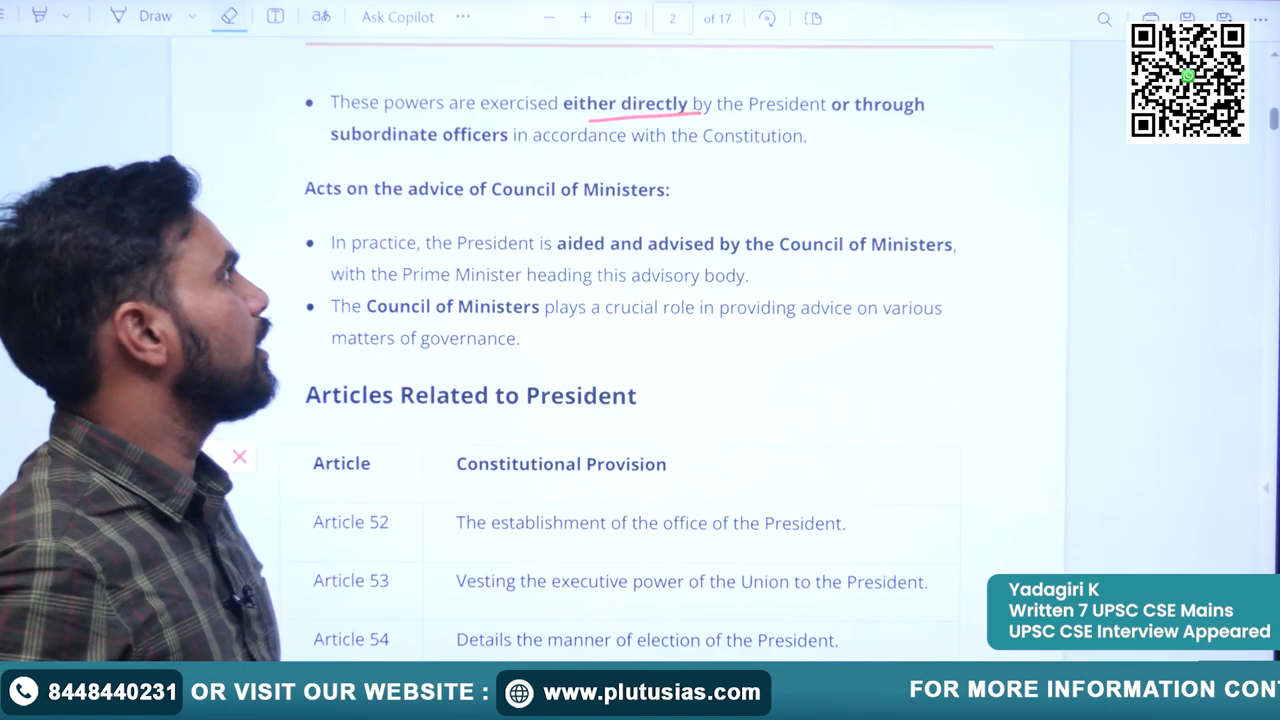 Draw
Ask Copilot
2 of 17
These powers are exercised either directly by the President or through
subordinate officers in accordance with the Constitution.
Acts on the advice of Council of Ministers:
In practice, the President is aided and advised by the Council of Ministers,
with the Prime Minister heading this advisory body.
The Council of Ministers plays a crucial role in providing advice on various
matters of governance.
Articles Related to President
Article Constitutional Provision
Article 52 The establishment of the office of the President.
Article 53 Vesting the executive power of the Union to the President.
Article 54 Details the manner of election of the President.
Yadagiri K
Written 7 UPSC CSE Mains
UPSC CSE Interview Appeared
8448440231 OR VISIT OUR WEBSITE : www.plutusias.com FOR MORE INFORMATION CONT